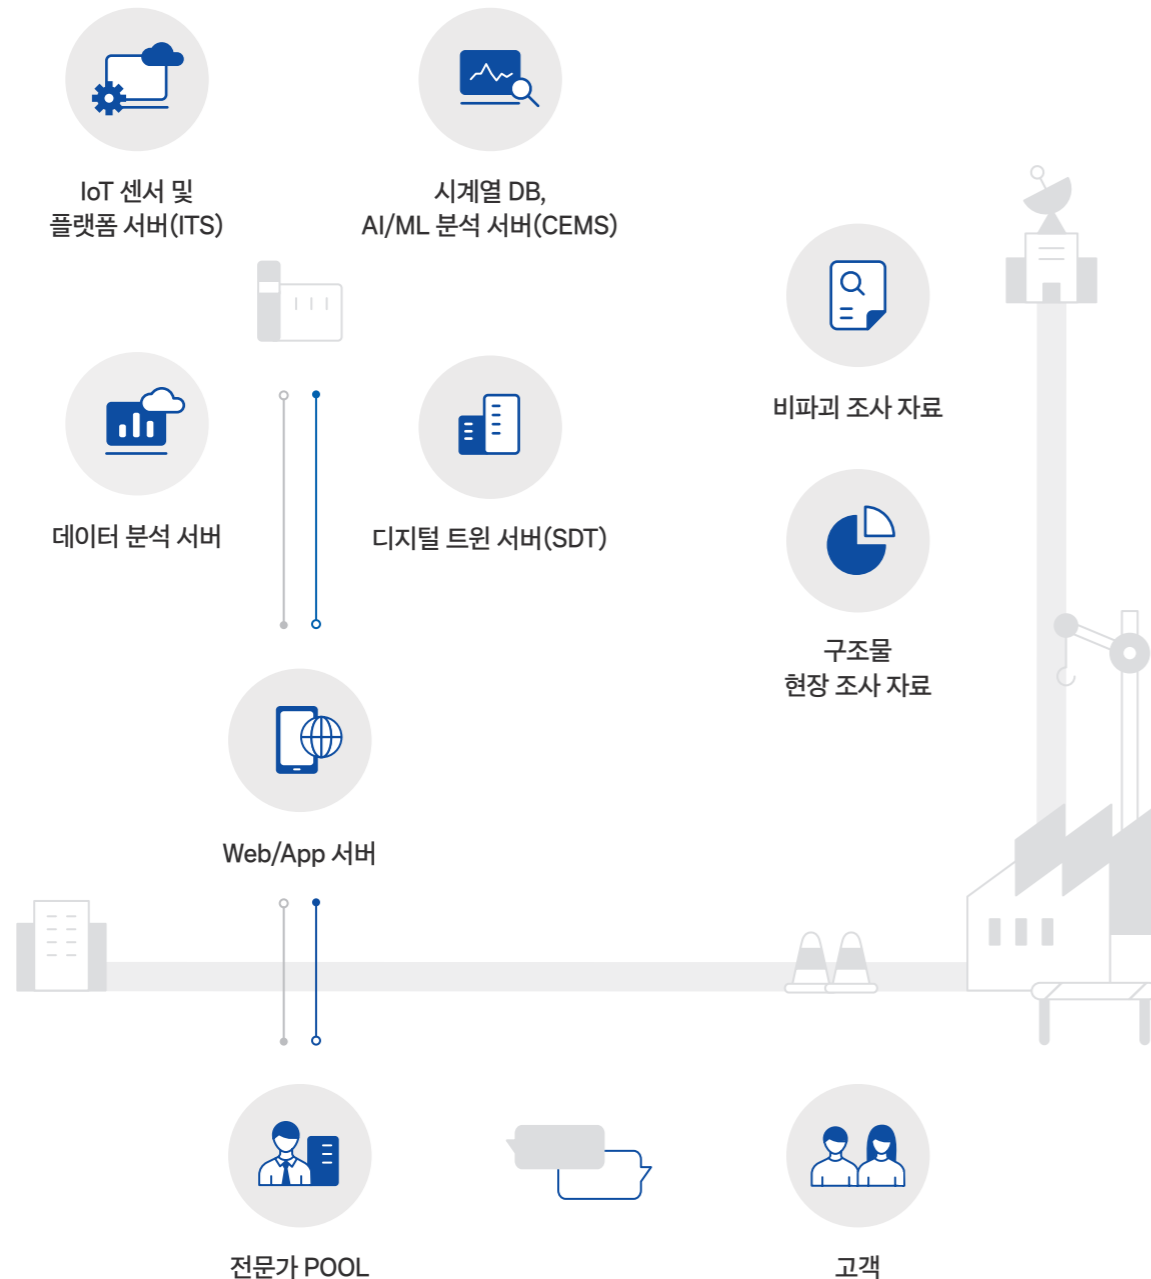 IoT 센서 및
플랫폼 서버(ITS)
시계열 DB,
AI/ML 분석 서버(CEMS)
비파괴 조사 자료
데이터 분석 서버
디지털 트윈 서버(SDT)
구조물
현장 조사 자료
Web/App 서버
전문가 POOL
고객